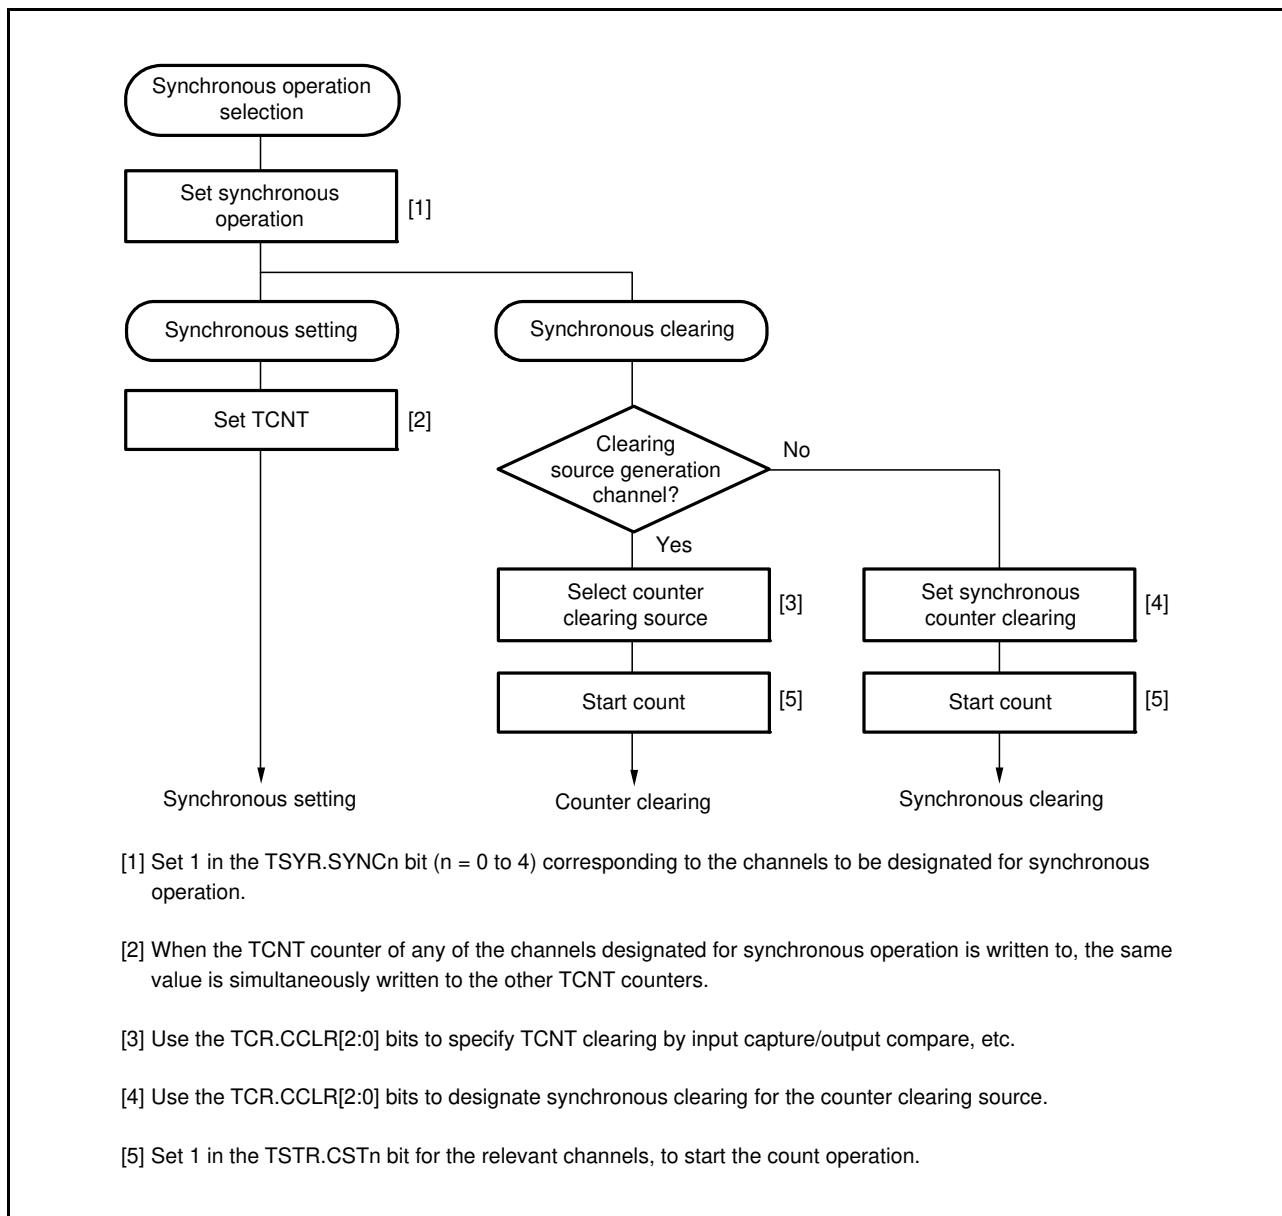 Synchronous operation
selection
Set synchronous
operation
[1]
Synchronous setting
Synchronous clearing
Set TCNT
[2]
Clearing
source generation
channel?
No
Yes
Select counter
clearing source
[3]
Set synchronous
counter clearing
[4]
Start count
[5]
Start count
[5]
Synchronous setting
Counter clearing
Synchronous clearing
[1] Set 1 in the TSYR.SYNCn bit (n = 0 to 4) corresponding to the channels to be designated for synchronous
operation.
[2] When the TCNT counter of any of the channels designated for synchronous operation is written to, the same
value is simultaneously written to the other TCNT counters.
[3] Use the TCR.CCLR[2:0] bits to specify TCNT clearing by input capture/output compare, etc.
[4] Use the TCR.CCLR[2:0] bits to designate synchronous clearing for the counter clearing source.
[5] Set 1 in the TSTR.CSTn bit for the relevant channels, to start the count operation.